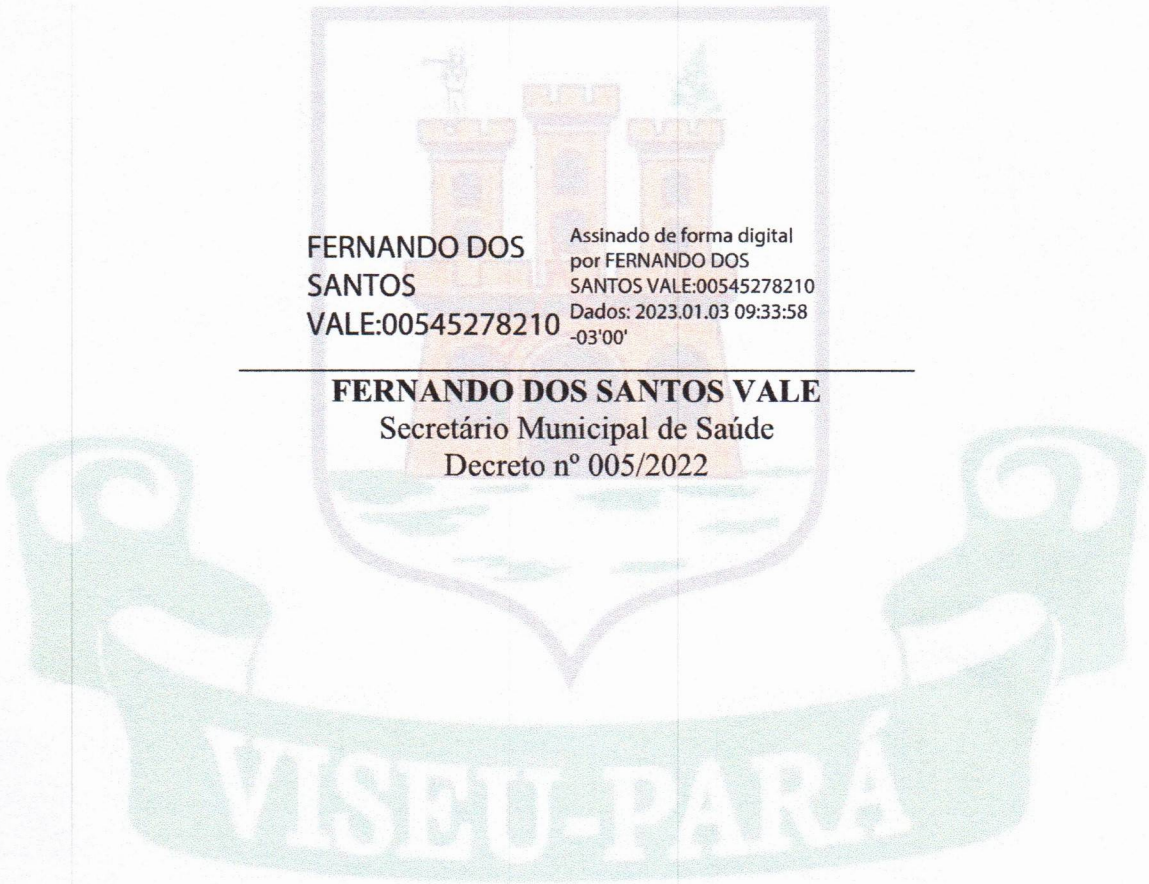 FERNANDO DOS
SANTOS
VALE:00545278210
Assinado de forma digital
por FERNANDO DOS
SANTOS VALE:00545278210
Dados: 2023.01.03 09:33:58
-03'00'
FERNANDO DOS SANTOS VALE
Secretário Municipal de Saúde
Decreto nº 005/2022
VISEU-PARÁ